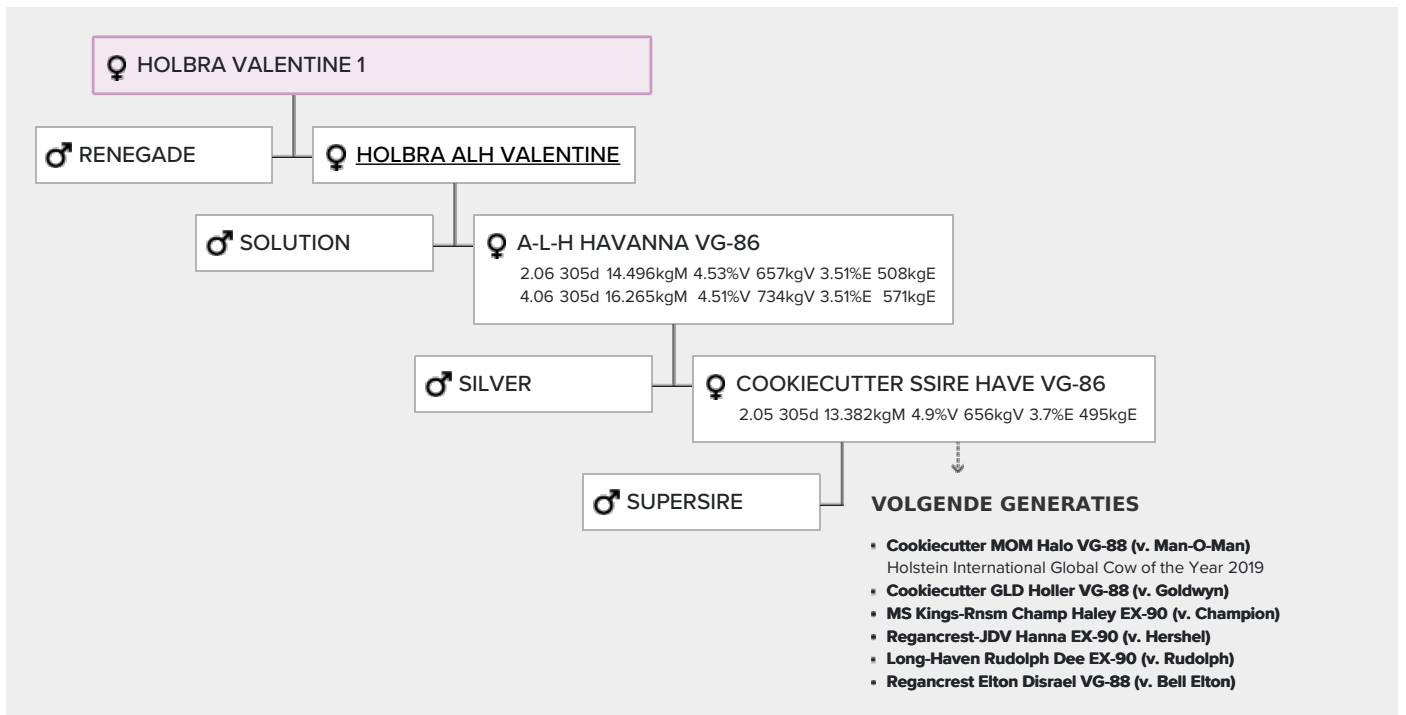 HOLBRA VALENTINE 1
RENEGADE
HOLBRA ALH VALENTINE
SOLUTION
A-L-H HAVANNA VG-86
2.06 305d 14.496kgM 4.53%V 657kgV 3.51%E 508kgE
4.06 305d 16.265kgM 4.51%V 734kgV 3.51%E 571kgE
SILVER
COOKIECUTTER SSIRE HAVE VG-86
2.05 305d 13.382kgM 4.9%V 656kgV 3.7%E 495kgE
SUPERSIRE
VOLGENDE GENERATIES
Cookiecutter MOM Halo VG-88 (v. Man-O-Man)
Holstein International Global Cow of the Year 2019
Cookiecutter GLD Holler VG-88 (v. Goldwyn)
MS Kings-Rnsm Champ Haley EX-90 (v. Champion)
Regancrest-JDV Hanna EX-90 (v. Hershel)
Long-Haven Rudolph Dee EX-90 (v. Rudolph)
Regancrest Elton Disrael VG-88 (v. Bell Elton)